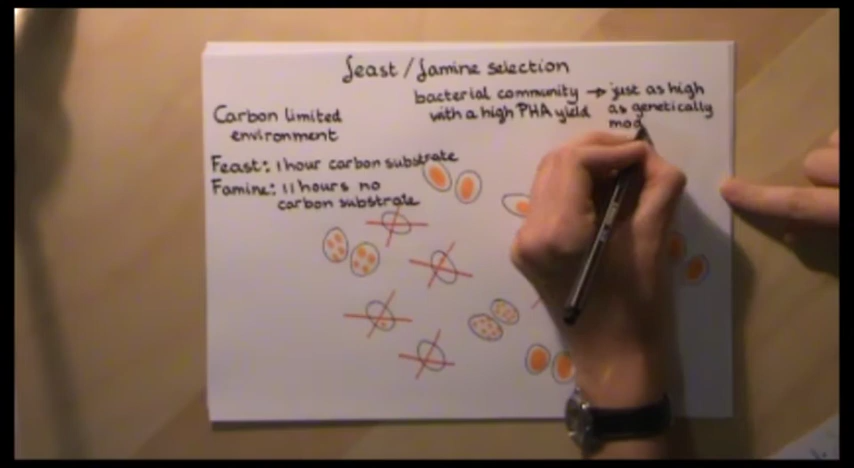 feast / famine selection
bacterial community → just as high
with a high PHA yield as genetically
mod
Carbon limited
environment
Feast: 1 hour carbon substrate
Famine: 11 hours no
carbon substrate